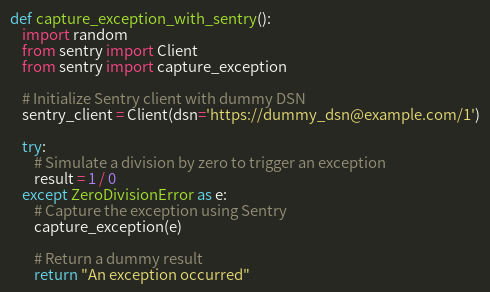 def capture_exception_with_sentry():
    import random
    from sentry import Client
    from sentry import capture_exception

    # Initialize Sentry client with dummy DSN
    sentry_client = Client(dsn='https://dummy_dsn@example.com/1')

    try:
        # Simulate a division by zero to trigger an exception
        result = 1 / 0
    except ZeroDivisionError as e:
        # Capture the exception using Sentry
        capture_exception(e)

        # Return a dummy result
        return "An exception occurred"